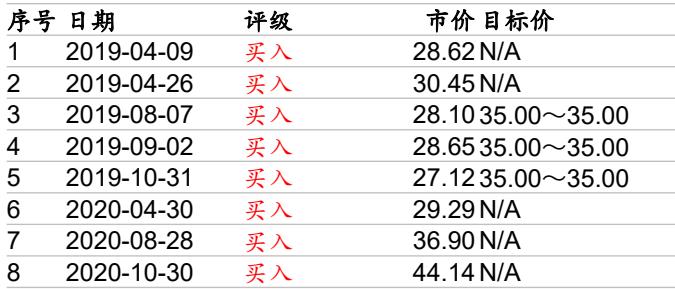 序号 日期 评级 市价 目标价
1 2019-04-09 买入 28.62 N/A
2 2019-04-26 买入 30.45 N/A
3 2019-08-07 买入 28.10 35.00～35.00
4 2019-09-02 买入 28.65 35.00～35.00
5 2019-10-31 买入 27.12 35.00～35.00
6 2020-04-30 买入 29.29 N/A
7 2020-08-28 买入 36.90 N/A
8 2020-10-30 买入 44.14 N/A